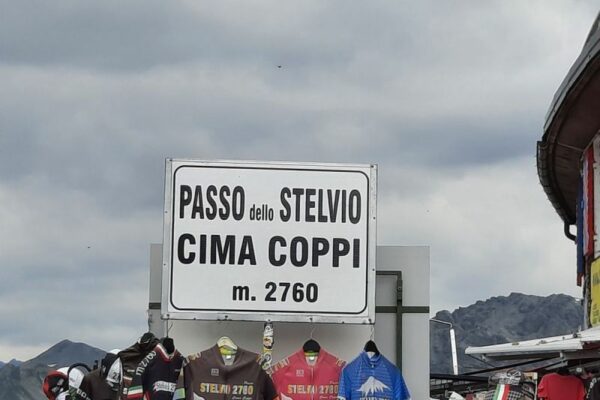 PASSO dello STELVIO
CIMA COPPI
m. 2760
STELVIO 2760
STELVIO 2760